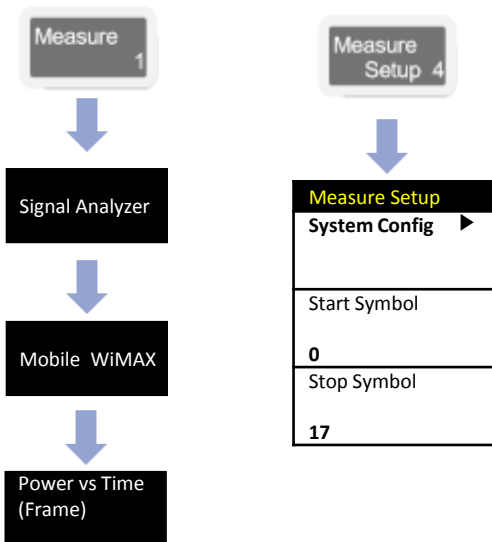 Measure
1
Signal Analyzer
Mobile WiMAX
Power vs Time
(Frame)
Measure
Setup 4
Measure Setup
System Config ▶
Start Symbol
0
Stop Symbol
17